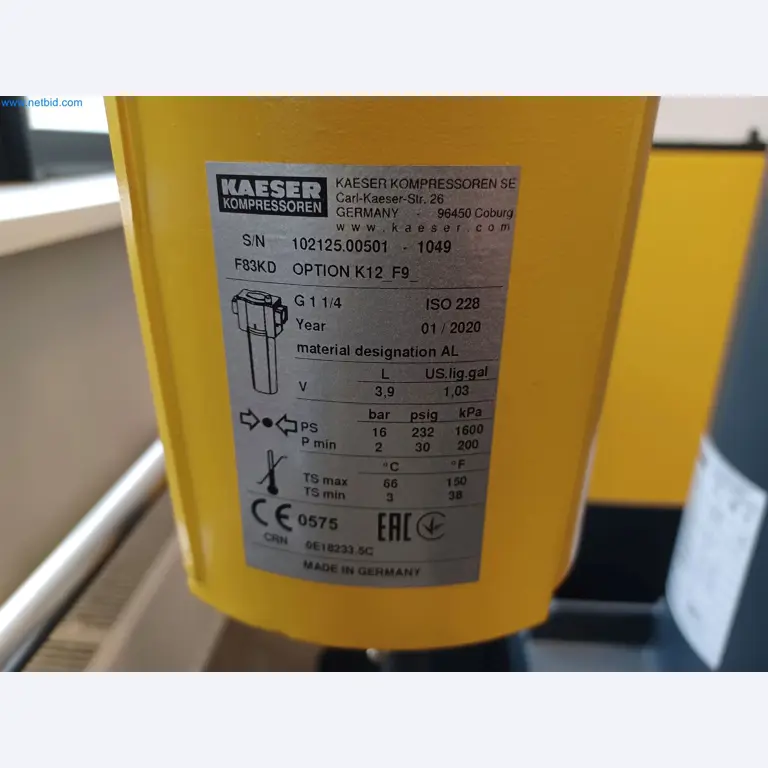 www.netbid.com
KAESER
KOMPRESSOREN
KAESER KOMPRESSOREN SE
Carl-Kaeser-Str. 26
GERMANY - 96450 Coburg
www.kaeser.com
S/N 102125.00501 - 1049
F83KD OPTION K12_F9_
G 1 1/4 ISO 228
Year 01 / 2020
material designation AL
L US.lig.gal
V 3,9 1,03
bar psig kPa
PS 16 232 1600
P min 2 30 200
°C °F
TS max 66 150
TS min 3 38
CE 0575 EAC
CRN 0E18233.5C
MADE IN GERMANY